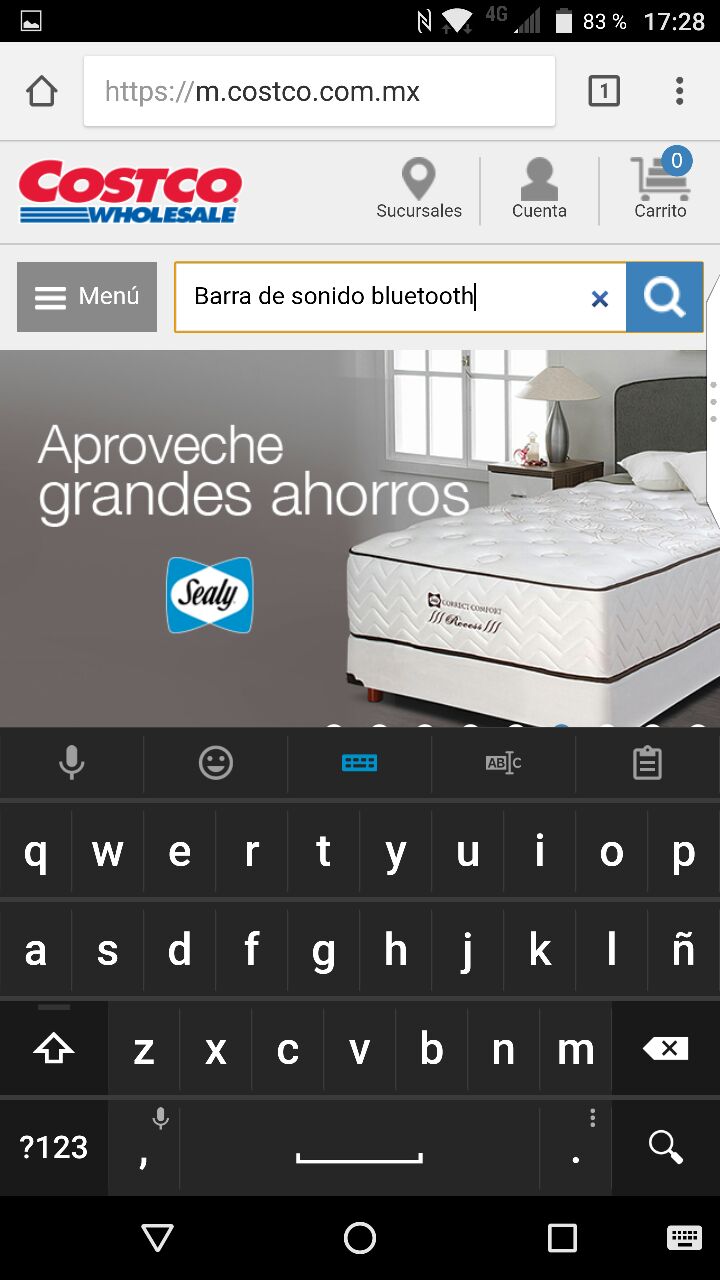 4G 83 % 17:28
https://m.costco.com.mx 1
COSTCO
WHOLESALE
Sucursales
Cuenta
0
Carrito
Menú
Barra de sonido bluetooth
Aproveche
grandes ahorros
Sealy
CORRECT COMFORT
Recess
ABC
q w e r t y u i o p
a s d f g h j k l ñ
z x c v b n m
?123 , .